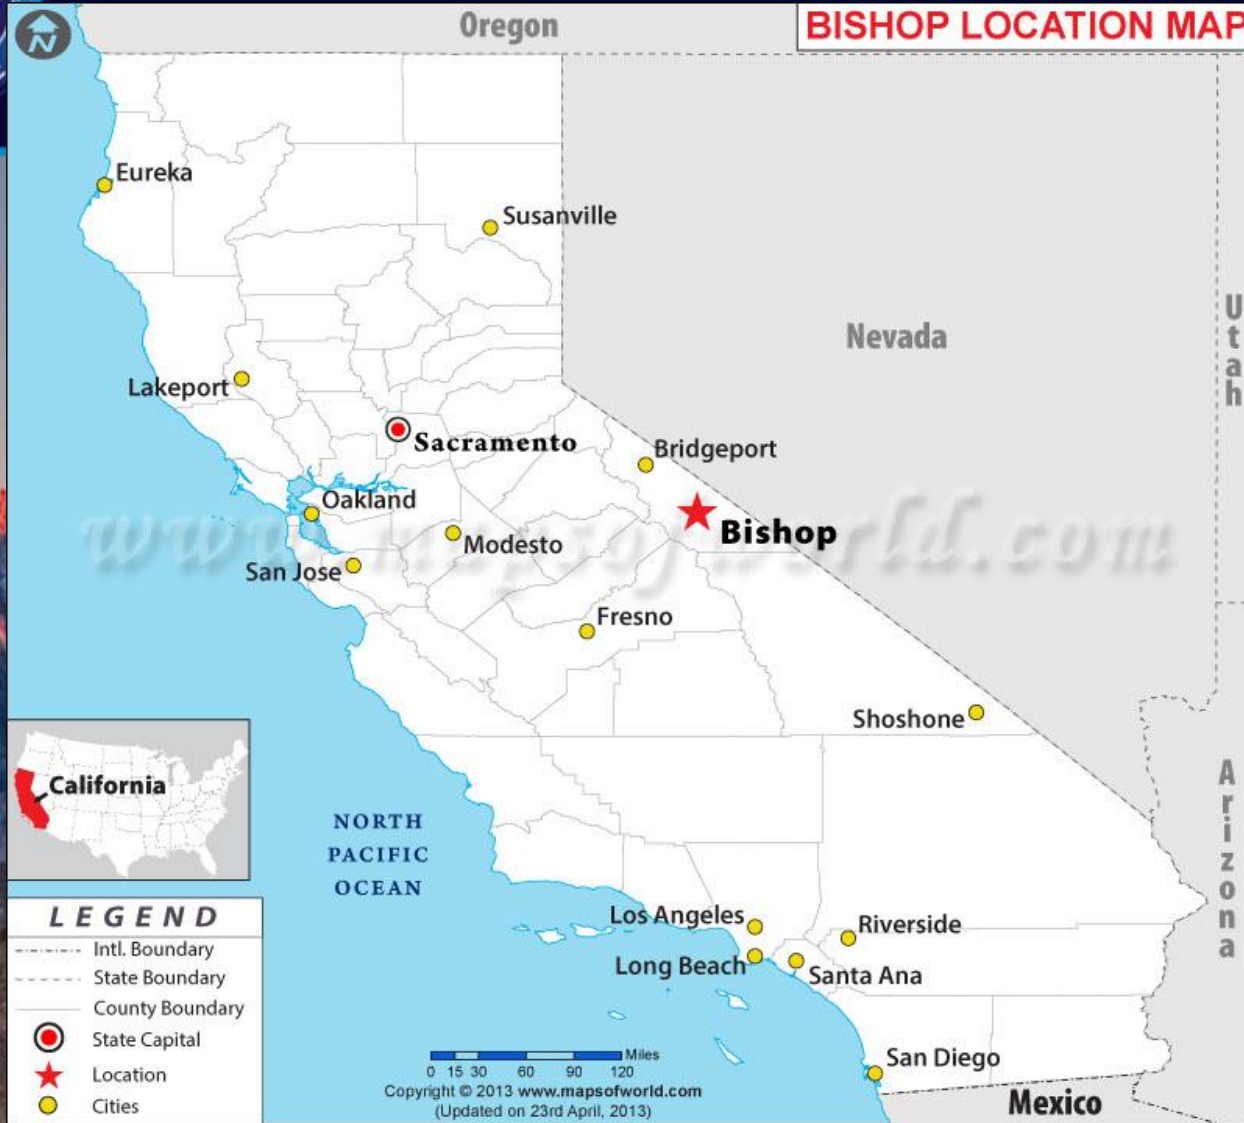 N
Oregon
BISHOP LOCATION MAP
Eureka
Susanville
Utah
Nevada
Lakeport
Sacramento
Bridgeport
Oakland
Bishop
www.mapsofworld.com
Modesto
San Jose
Fresno
Shoshone
California
Arizona
NORTH
PACIFIC
OCEAN
LEGEND
Intl. Boundary
State Boundary
County Boundary
State Capital
Location
Cities
Los Angeles
Riverside
Long Beach
Santa Ana
San Diego
Miles
0 15 30 60 90 120
Copyright © 2013 www.mapsofworld.com
(Updated on 23rd April, 2013)
Mexico